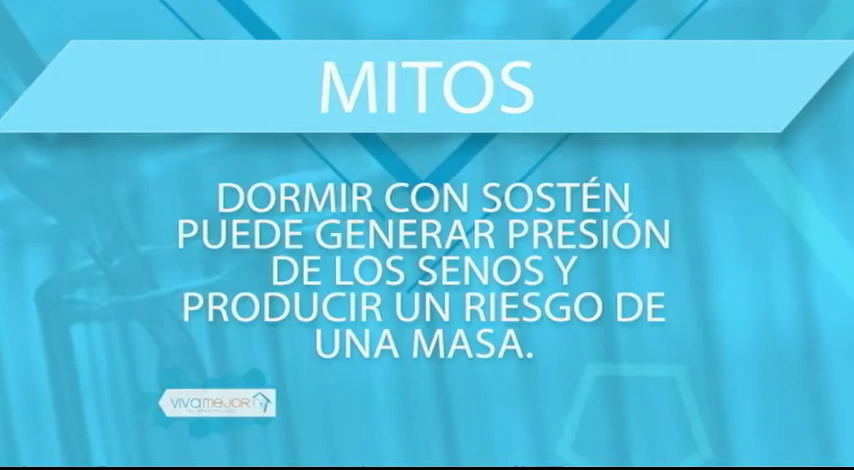 MITOS
DORMIR CON SOSTÉN
PUEDE GENERAR PRESIÓN
DE LOS SENOS Y
PRODUCIR UN RIESGO DE
UNA MASA.
vivamejor